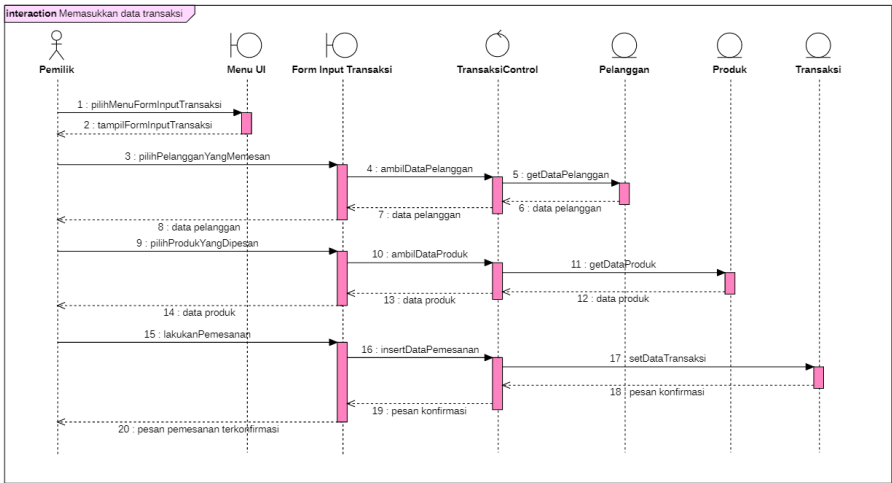 interaction Memasukkan data transaksi
Pemilik
Menu UI
Form Input Transaksi
TransaksiControl
Pelanggan
Produk
Transaksi
1 : pilihMenuFormInputTransaksi
2 : tampilFormInputTransaksi
3 : pilihPelangganYangMemesan
4 : ambilDataPelanggan
5 : getDataPelanggan
6 : data pelanggan
7 : data pelanggan
8 : data pelanggan
9 : pilihProdukYangDipesan
10 : ambilDataProduk
11 : getDataProduk
12 : data produk
13 : data produk
14 : data produk
15 : lakukanPemesanan
16 : insertDataPemesanan
17 : setDataTransaksi
18 : pesan konfirmasi
19 : pesan konfirmasi
20 : pesan pemesanan terkonfirmasi